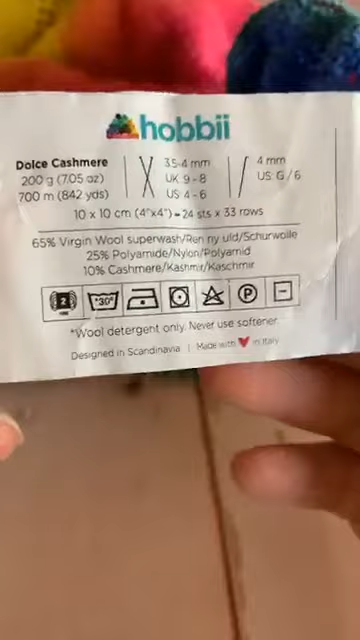 hobbii
Dolce Cashmere
200 g (7.05 oz)
700 m (842 yds)
3.5-4 mm
UK 9 - 8
US 4 - 6
4 mm
US G / 6
10 x 10 cm (4"x4") = 24 sts x 33 rows
65% Virgin Wool superwash/Ren ny uld/Schurwolle
25% Polyamide/Nylon/Polyamid
10% Cashmere/Kashmir/Kaschmir
2
*30°
P
*Wool detergent only. Never use softener
Designed in Scandinavia | Made with ❤ in Italy